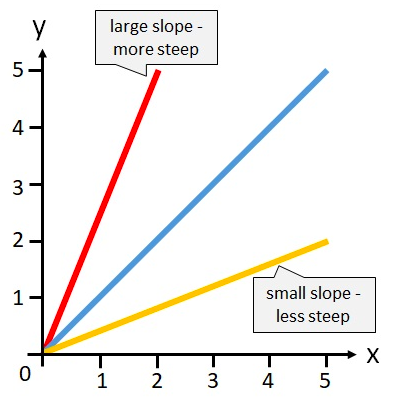 y
large slope -
more steep
5
4
3
2
1
small slope -
less steep
x
0
1 2 3 4 5